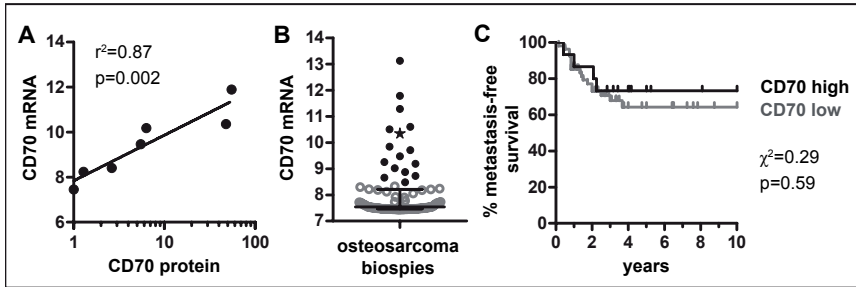 A
CD70 mRNA
14
12
10
8
6
r²=0.87
p=0.002
1
10
100
CD70 protein
B
CD70 mRNA
14
13
12
11
10
9
8
7
osteosarcoma
biospies
C
% metastasis-free
survival
100
80
60
40
20
0
0
2
4
6
8
10
years
CD70 high
CD70 low
χ²=0.29
p=0.59